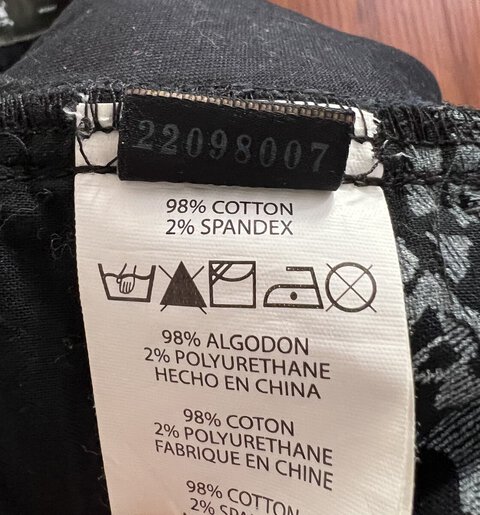 22098007
98% COTTON
2% SPANDEX
98% ALGODON
2% POLYURETHANE
HECHO EN CHINA
98% COTON
2% POLYURETHANE
FABRIQUE EN CHINE
98% COTTON